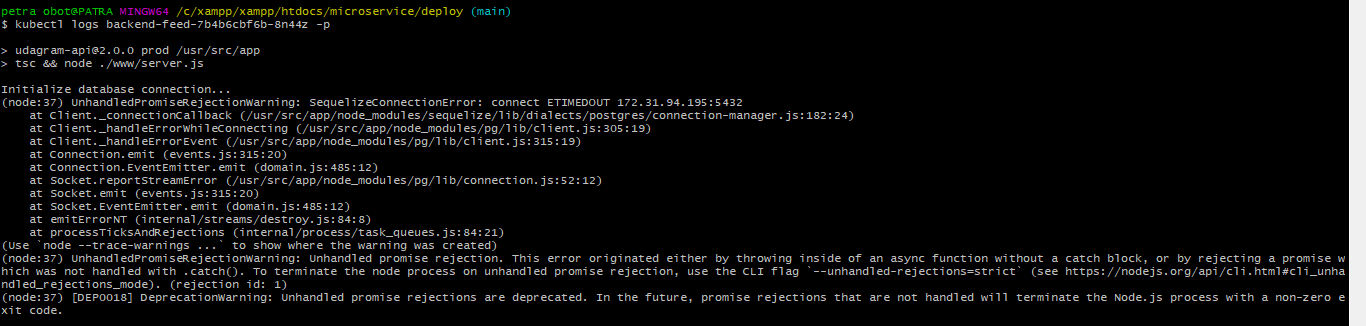 petra obot@PATRA MINGW64 /c/xampp/xampp/htdocs/microservice/deploy (main)
$ kubectl logs backend-feed-7b4b6cbf6b-8n44z -p
> udagram-api@2.0.0 prod /usr/src/app
> tsc && node ./www/server.js
Initialize database connection...
(node:37) UnhandledPromiseRejectionWarning: SequelizeConnectionError: connect ETIMEDOUT 172.31.94.195:5432
    at Client._connectionCallback (/usr/src/app/node_modules/sequelize/lib/dialects/postgres/connection-manager.js:182:24)
    at Client._handleErrorWhileConnecting (/usr/src/app/node_modules/pg/lib/client.js:305:19)
    at Client._handleErrorEvent (/usr/src/app/node_modules/pg/lib/client.js:315:19)
    at Connection.emit (events.js:315:20)
    at Connection.EventEmitter.emit (domain.js:485:12)
    at Socket.reportStreamError (/usr/src/app/node_modules/pg/lib/connection.js:52:12)
    at Socket.emit (events.js:315:20)
    at Socket.EventEmitter.emit (domain.js:485:12)
    at emitErrorNT (internal/streams/destroy.js:84:8)
    at processTicksAndRejections (internal/process/task_queues.js:84:21)
(Use `node --trace-warnings ...` to show where the warning was created)
(node:37) UnhandledPromiseRejectionWarning: Unhandled promise rejection. This error originated either by throwing inside of an async function without a catch block, or by rejecting a promise w
hich was not handled with .catch(). To terminate the node process on unhandled promise rejection, use the CLI flag `--unhandled-rejections=strict` (see https://nodejs.org/api/cli.html#cli_unha
ndled_rejections_mode). (rejection id: 1)
(node:37) [DEP0018] DeprecationWarning: Unhandled promise rejections are deprecated. In the future, promise rejections that are not handled will terminate the Node.js process with a non-zero e
xit code.